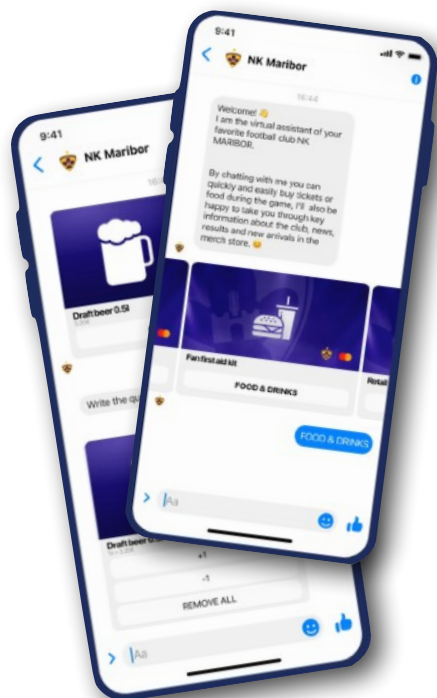 9:41
NK Maribor
16:44
Welcome! 👋
I am the virtual assistant of your
favorite football club NK
MARIBOR.
By chatting with me you can
quickly and easily buy tickets or
food during the game, I'll also be
happy to take you through key
information about the club, news,
results and new arrivals in the
merch store. 😊
Fan first aid kit
FOOD & DRINKS
Retail
FOOD & DRINKS
Aa
9:41
NK Maribor
Draft beer 0.5l
Write the qu
Draft beer
+1
-1
REMOVE ALL
Aa